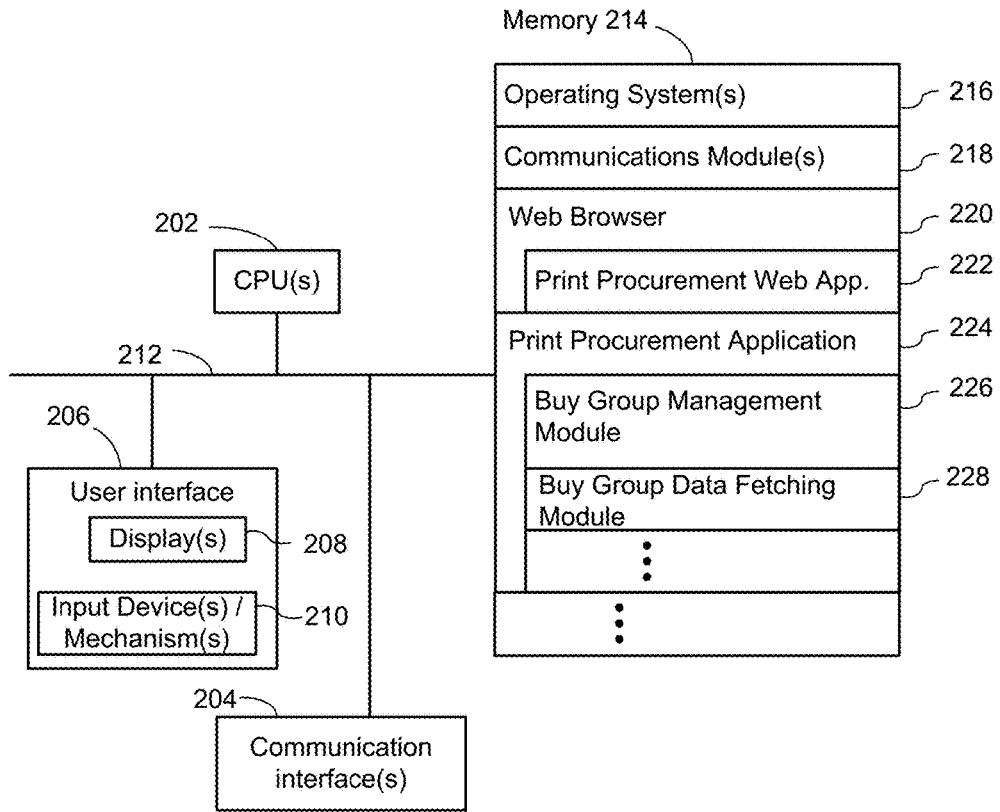 Memory 214
Operating System(s)
216
Communications Module(s)
218
Web Browser
220
Print Procurement Web App.
222
Print Procurement Application
224
Buy Group Management
Module
226
Buy Group Data Fetching
Module
228
202
CPU(s)
212
206
User interface
Display(s)
208
Input Device(s) /
Mechanism(s)
210
204
Communication
interface(s)